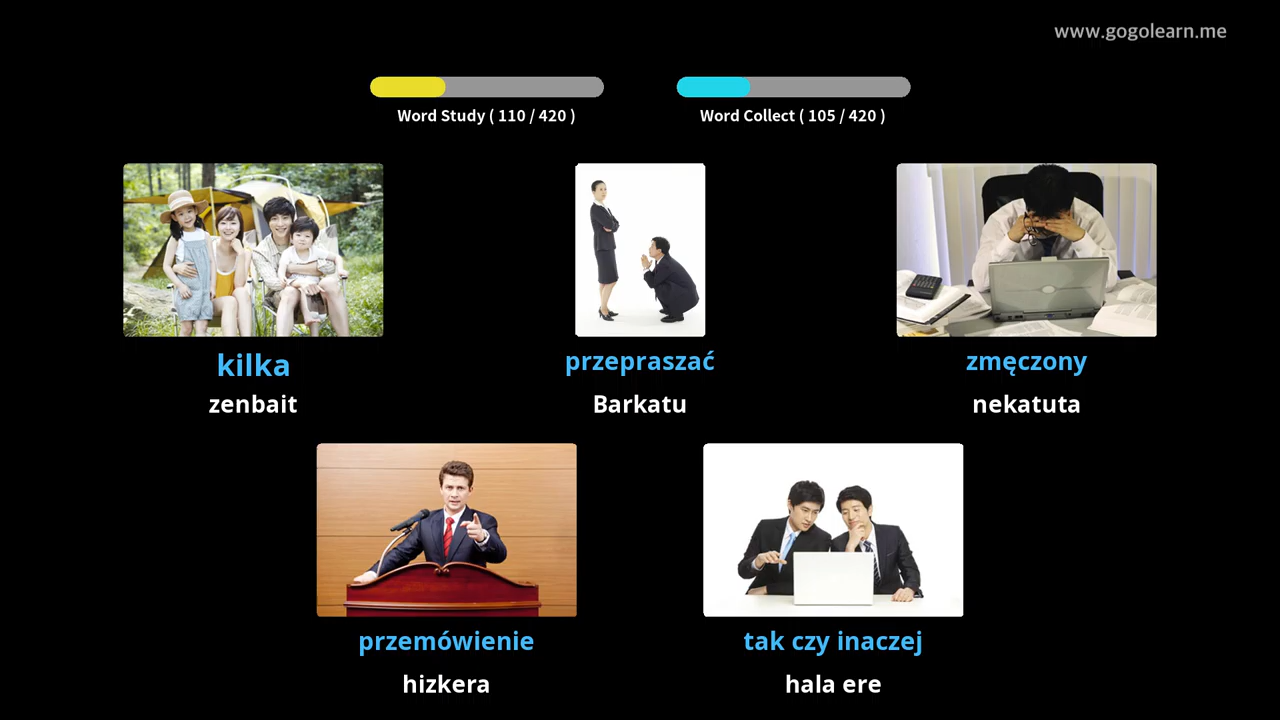 www.gogolearn.me
Word Study ( 110 / 420 )
Word Collect ( 105 / 420 )
kilka
zenbait
przepraszać
Barkatu
zmęczony
nekatuta
przemówienie
hizkera
tak czy inaczej
hala ere